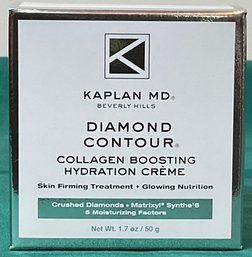 K
KAPLAN MD®
BEVERLY HILLS
DIAMOND
CONTOUR®
COLLAGEN BOOSTING
HYDRATION CRÈME
Skin Firming Treatment + Glowing Nutrition
Crushed Diamonds • Matrixyl® Synthe'6
5 Moisturizing Factors
Net Wt. 1.7 oz / 50 g